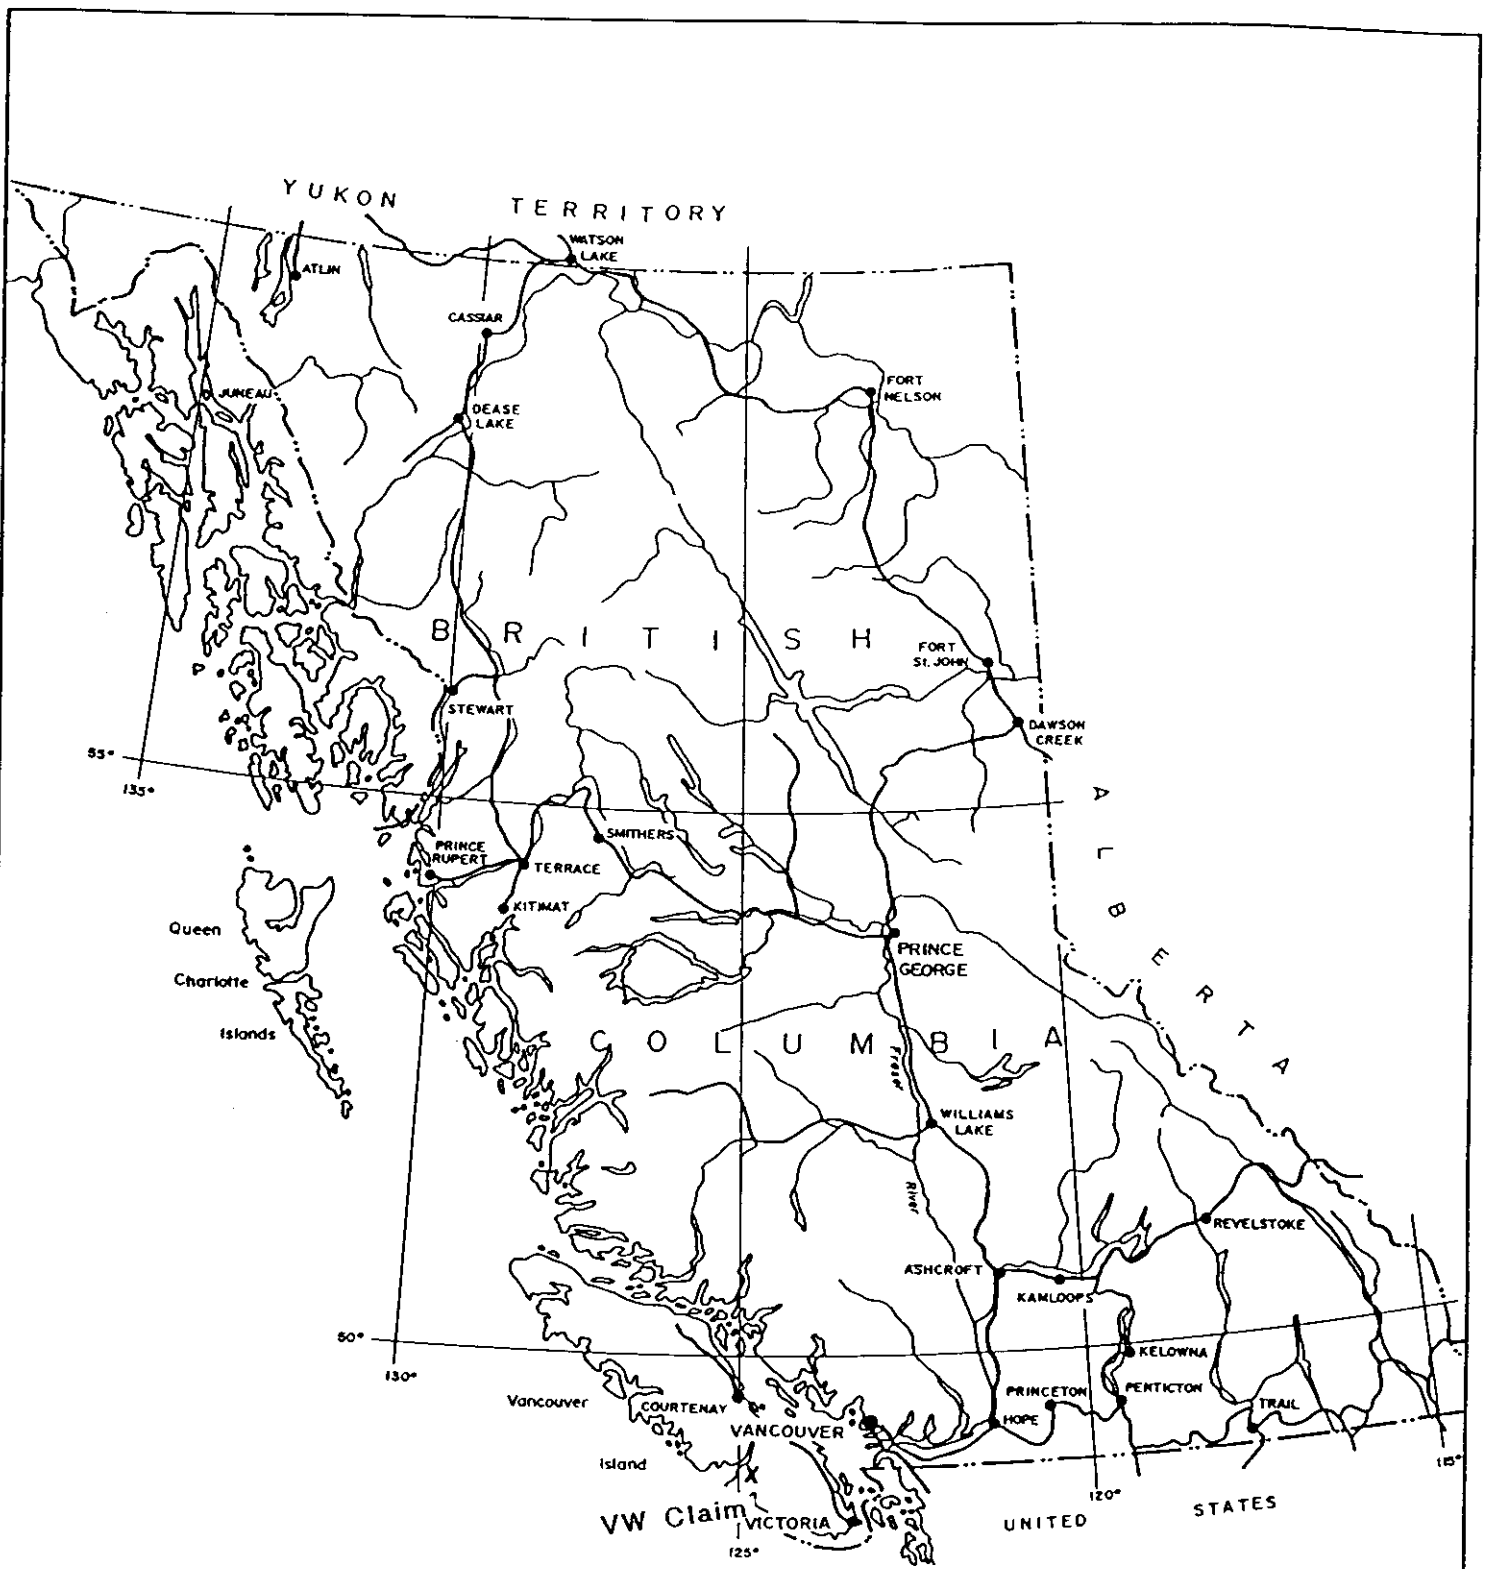 YUKON TERRITORY
WATSON
LAKE
ATLIN
CASSIAR
JUNEAU
DEASE
LAKE
FORT
NELSON
BRITISH
FORT
St. JOHN
STEWART
DAWSON
CREEK
55°
135°
ALBERTA
SMITHERS
PRINCE
RUPERT
TERRACE
KITIMAT
Queen
Charlotte
Islands
PRINCE
GEORGE
COLUMBIA
Fraser
River
WILLIAMS
LAKE
REVELSTOKE
ASHCROFT
KAMLOOPS
50°
130°
KELOWNA
PRINCETON
PENTICTON
Vancouver
COURTENAY
VANCOUVER
HOPE
TRAIL
Island
X
115°
120°
VW Claim
VICTORIA
UNITED STATES
125°